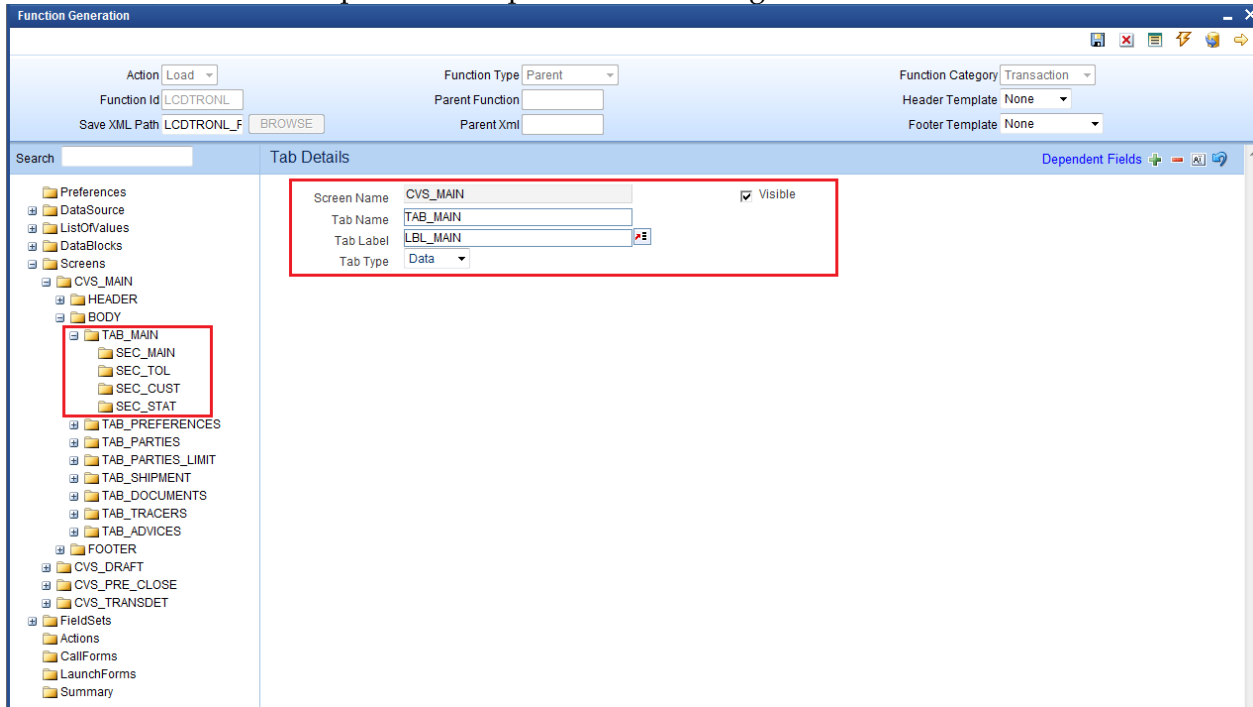 Function Generation
Action Load Function Type Parent Function Category Transaction
Function Id LCDTRONL Parent Function Header Template None
Save XML Path LCDTRONL_F BROWSE Parent Xml Footer Template None
Search Tab Details Dependent Fields
Preferences
DataSource
ListOfValues
DataBlocks
Screens
CVS_MAIN
HEADER
BODY
TAB_MAIN
SEC_MAIN
SEC_TOL
SEC_CUST
SEC_STAT
TAB_PREFERENCES
TAB_PARTIES
TAB_PARTIES_LIMIT
TAB_SHIPMENT
TAB_DOCUMENTS
TAB_TRACERS
TAB_ADVICES
FOOTER
CVS_DRAFT
CVS_PRE_CLOSE
CVS_TRANSDET
FieldSets
Actions
CallForms
LaunchForms
Summary
Screen Name CVS_MAIN Visible
Tab Name TAB_MAIN
Tab Label LBL_MAIN
Tab Type Data